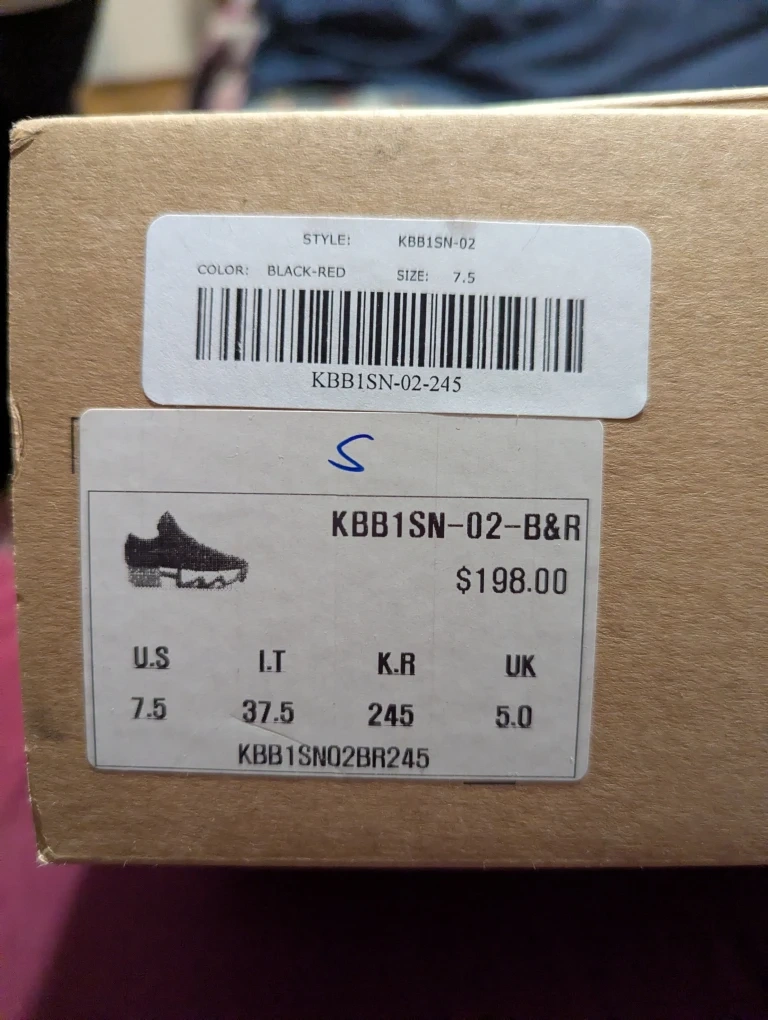 STYLE: KBB1SN-02
COLOR: BLACK-RED SIZE: 7.5
KBB1SN-02-245
S
KBB1SN-02-B&R
$198.00
U.S I.T K.R UK
7.5 37.5 245 5.0
KBB1SN02BR245